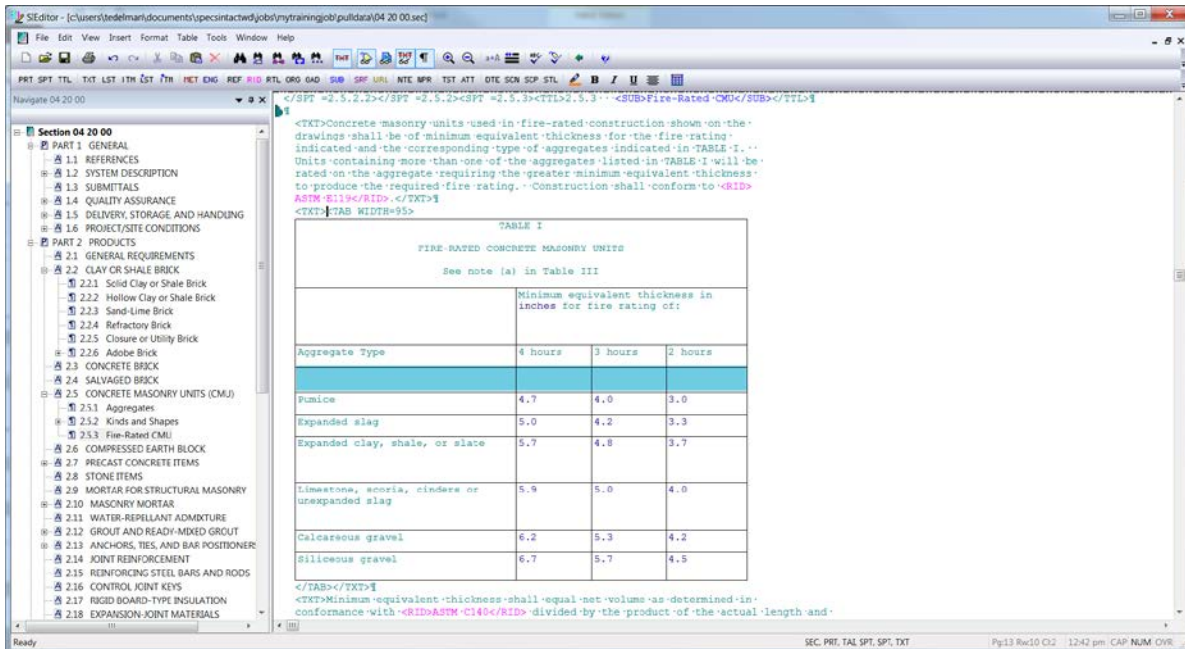 SIEditor - [c:\users\tedelman\documents\specsintactwd\jobs\mytrainingjob\pulldata\04 20 00.sec]
File Edit View Insert Format Table Tools Window Help
PRT SPT TTL TXT LST ITM MET ENG REF RID RTL ORG OAD SUB SRF URL NTE NPR TST ATT DTE SCN SCP STL B I U
Navigate 04 20 00
Section 04 20 00
PART 1 GENERAL
1.1 REFERENCES
1.2 SYSTEM DESCRIPTION
1.3 SUBMITTALS
1.4 QUALITY ASSURANCE
1.5 DELIVERY, STORAGE, AND HANDLING
1.6 PROJECT/SITE CONDITIONS
PART 2 PRODUCTS
2.1 GENERAL REQUIREMENTS
2.2 CLAY OR SHALE BRICK
2.2.1 Solid Clay or Shale Brick
2.2.2 Hollow Clay or Shale Brick
2.2.3 Sand-Lime Brick
2.2.4 Refractory Brick
2.2.5 Closure or Utility Brick
2.2.6 Adobe Brick
2.3 CONCRETE BRICK
2.4 SALVAGED BRICK
2.5 CONCRETE MASONRY UNITS (CMU)
2.5.1 Aggregates
2.5.2 Kinds and Shapes
2.5.3 Fire-Rated CMU
2.6 COMPRESSED EARTH BLOCK
2.7 PRECAST CONCRETE ITEMS
2.8 STONE ITEMS
2.9 MORTAR FOR STRUCTURAL MASONRY
2.10 MASONRY MORTAR
2.11 WATER-REPELLANT ADMIXTURE
2.12 GROUT AND READY-MIXED GROUT
2.13 ANCHORS, TIES, AND BAR POSITIONERS
2.14 JOINT REINFORCEMENT
2.15 REINFORCING STEEL BARS AND RODS
2.16 CONTROL JOINT KEYS
2.17 RIGID BOARD-TYPE INSULATION
2.18 EXPANSION-JOINT MATERIALS
</SPT =2.5.2.2></SPT =2.5.2><SPT =2.5.3><TTL>2.5.3···<SUB>Fire-Rated·CMU</SUB></TTL>¶
¶
<TXT>Concrete·masonry·units·used·in·fire-rated·construction·shown·on·the·
drawings·shall·be·of·minimum·equivalent·thickness·for·the·fire·rating·
indicated·and·the·corresponding·type·of·aggregates·indicated·in·TABLE·I.··
Units·containing·more·than·one·of·the·aggregates·listed·in·TABLE·I·will·be·
rated·on·the·aggregate·requiring·the·greater·minimum·equivalent·thickness·
to·produce·the·required·fire·rating.··Construction·shall·conform·to·<RID>
ASTM·E119</RID>.</TXT>¶
<TXT><TAB WIDTH=95>
TABLE I
FIRE-RATED CONCRETE MASONRY UNITS
See note (a) in Table III
Minimum equivalent thickness in
inches for fire rating of:
Aggregate Type 4 hours 3 hours 2 hours
Pumice 4.7 4.0 3.0
Expanded slag 5.0 4.2 3.3
Expanded clay, shale, or slate 5.7 4.8 3.7
Limestone, scoria, cinders or 5.9 5.0 4.0
unexpanded slag
Calcareous gravel 6.2 5.3 4.2
Siliceous gravel 6.7 5.7 4.5
</TAB></TXT>¶
<TXT>Minimum·equivalent·thickness·shall·equal·net·volume·as·determined·in·
conformance·with·<RID>ASTM·C140</RID>·divided·by·the·product·of·the·actual·length·and·
Ready SEC, PRT, TAI, SPT, SPT, TXT Pg:13 Rw:10 Cl:2 12:42 pm CAP NUM OVR